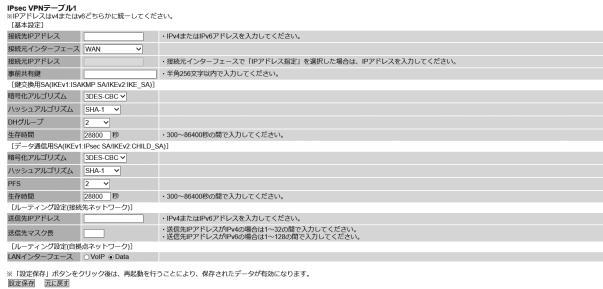 IPsec VPNテーブル1
※IPアドレスはv4またはv6どちらかに統一してください。
[基本設定]
接続先IPアドレス ・IPv4またはIPv6アドレスを入力してください。
接続元インターフェース WAN
接続元IPアドレス ・接続元インターフェースで「IPアドレス指定」を選択した場合は、IPアドレスを入力してください。
事前共有鍵 ・半角256文字以内で入力してください。
[鍵交換用SA(IKEv1:ISAKMP SA/IKEv2:IKE_SA)]
暗号化アルゴリズム 3DES-CBC
ハッシュアルゴリズム SHA-1
DHグループ 2
生存時間 28800 秒 ・300～86400秒の間で入力してください。
[データ通信用SA(IKEv1:IPsec SA/IKEv2:CHILD_SA)]
暗号化アルゴリズム 3DES-CBC
ハッシュアルゴリズム SHA-1
PFS 2
生存時間 28800 秒 ・300～86400秒の間で入力してください。
[ルーティング設定(接続先ネットワーク)]
送信先IPアドレス ・IPv4またはIPv6アドレスを入力してください。
送信先マスク長 ・送信先IPアドレスがIPv4の場合は1～32の間で入力してください。
・送信先IPアドレスがIPv6の場合は1～128の間で入力してください。
[ルーティング設定(自拠点ネットワーク)]
LANインターフェース VoIP Data
※「設定保存」ボタンをクリック後は、再起動を行うことにより、保存されたデータが有効になります。
設定保存 元に戻す